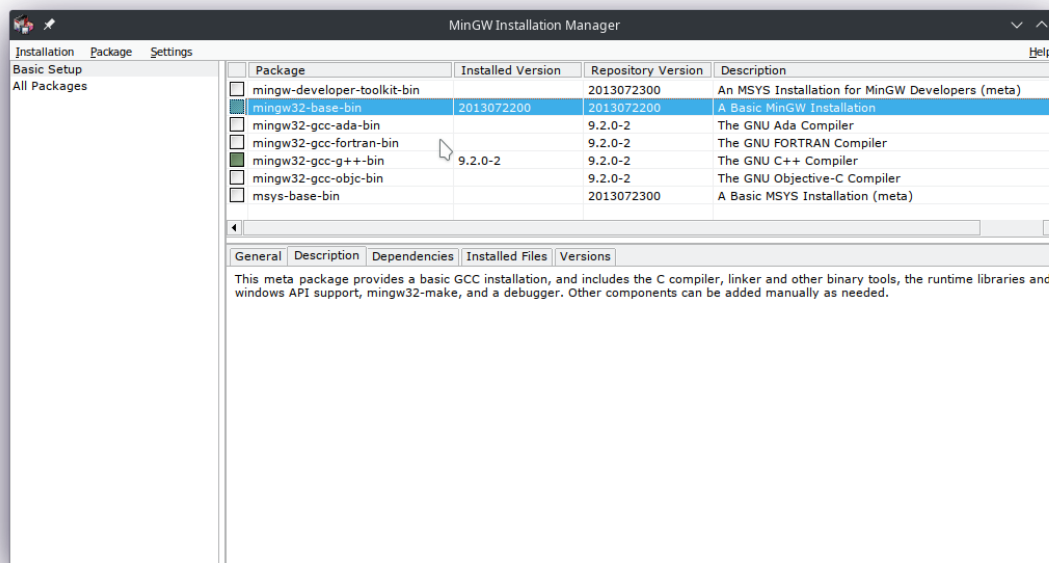 MinGW Installation Manager
Installation Package Settings Help
Basic Setup
All Packages
Package Installed Version Repository Version Description
mingw-developer-toolkit-bin 2013072300 An MSYS Installation for MinGW Developers (meta)
mingw32-base-bin 2013072200 2013072200 A Basic MinGW Installation
mingw32-gcc-ada-bin 9.2.0-2 The GNU Ada Compiler
mingw32-gcc-fortran-bin 9.2.0-2 The GNU FORTRAN Compiler
mingw32-gcc-g++-bin 9.2.0-2 9.2.0-2 The GNU C++ Compiler
mingw32-gcc-objc-bin 9.2.0-2 The GNU Objective-C Compiler
msys-base-bin 2013072300 A Basic MSYS Installation (meta)
General Description Dependencies Installed Files Versions
This meta package provides a basic GCC installation, and includes the C compiler, linker and other binary tools, the runtime libraries and
windows API support, mingw32-make, and a debugger. Other components can be added manually as needed.